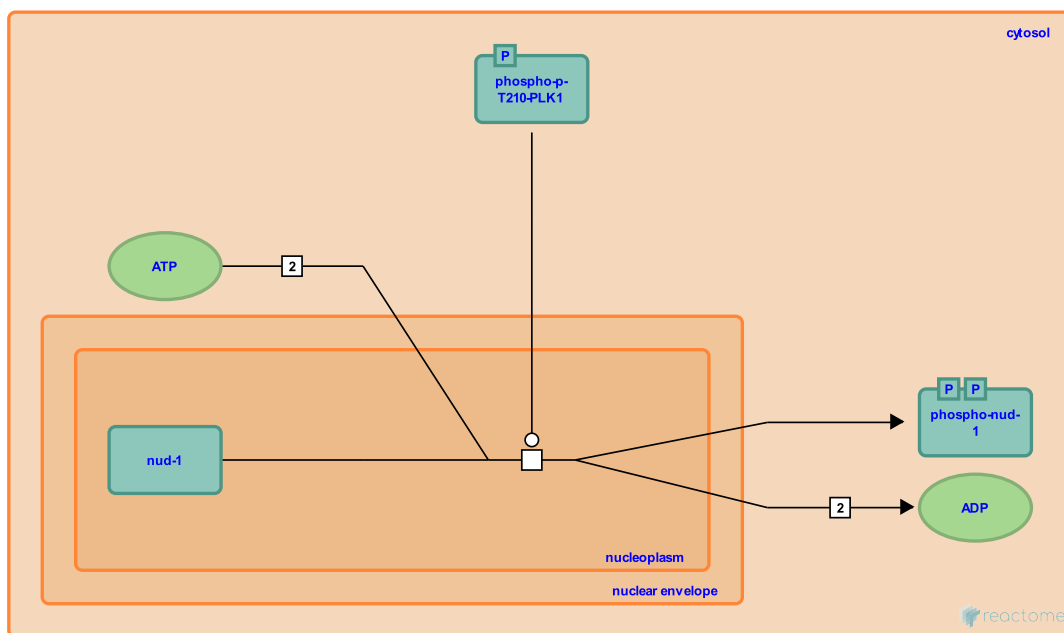 cytosol
P
phospho-p-
T210-PLK1
ATP
2
P P
phospho-nud-
1
nud-1
2
ADP
nucleoplasm
nuclear envelope
reactome